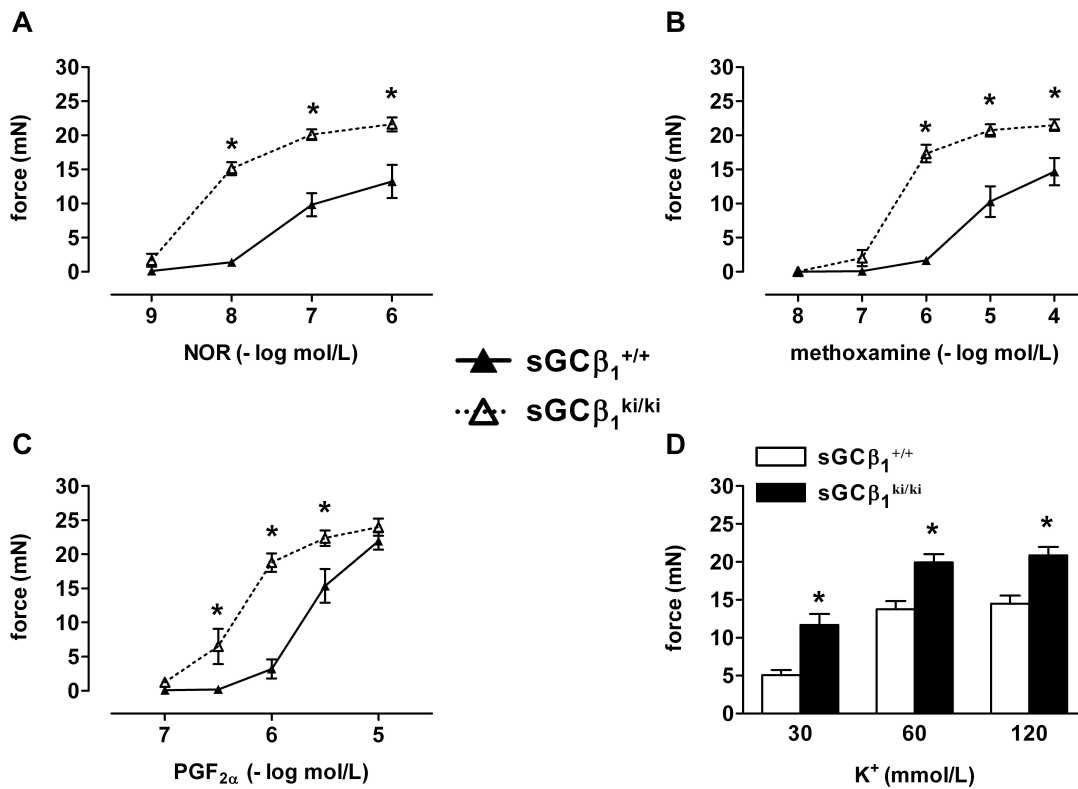 A
30
25
20
15
10
5
0
force (mN)
* * *
9 8 7 6
NOR (- log mol/L)
B
30
25
20
15
10
5
0
force (mN)
* * *
8 7 6 5 4
methoxamine (- log mol/L)
sGCβ₁⁺/⁺
sGCβ₁ᵏⁱ/ᵏⁱ
C
30
25
20
15
10
5
0
force (mN)
* * *
7 6 5
PGF₂α (- log mol/L)
D
sGCβ₁⁺/⁺
sGCβ₁ᵏⁱ/ᵏⁱ
30
25
20
15
10
5
0
force (mN)
* * *
30 60 120
K⁺ (mmol/L)